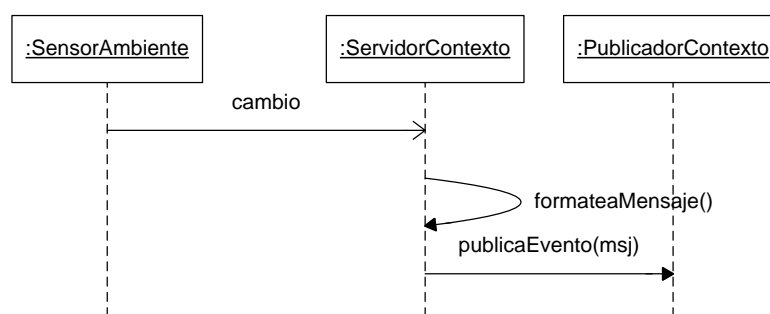 :SensorAmbiente
:ServidorContexto
:PublicadorContexto
cambio
formateaMensaje()
publicaEvento(msj)